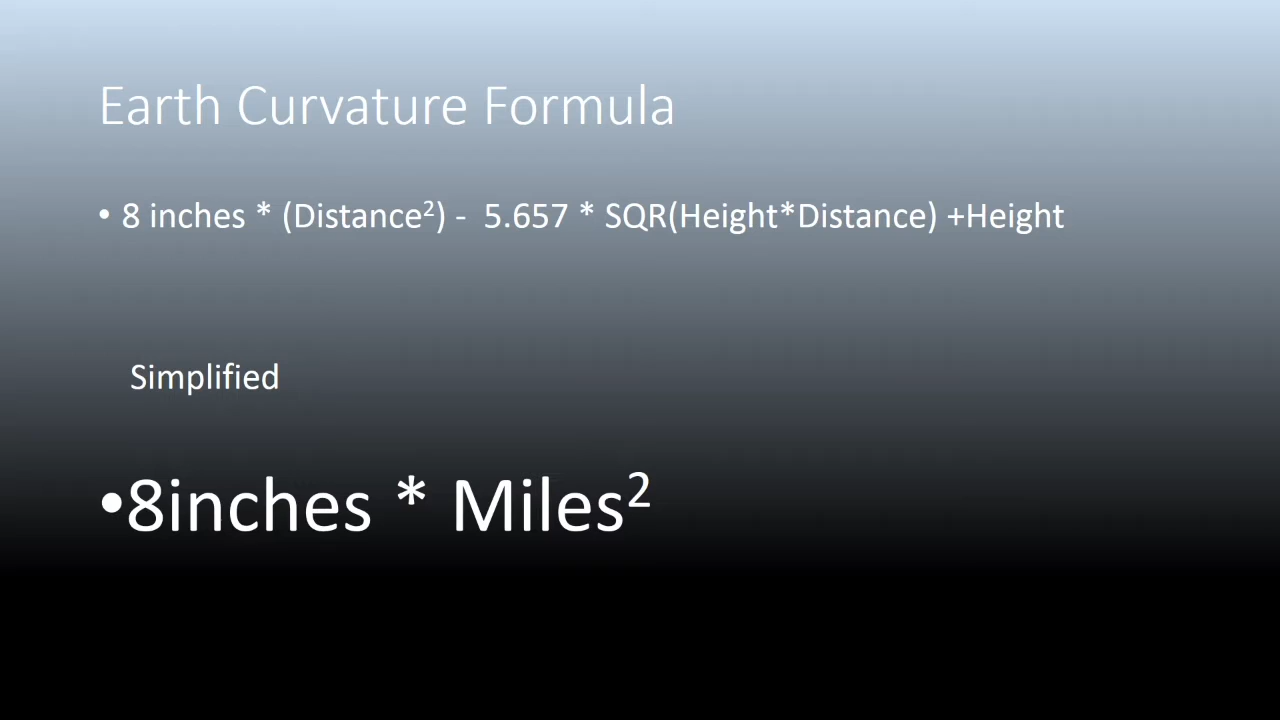 Earth Curvature Formula
• 8 inches * (Distance²) - 5.657 * SQR(Height*Distance) +Height
Simplified
•8inches * Miles²